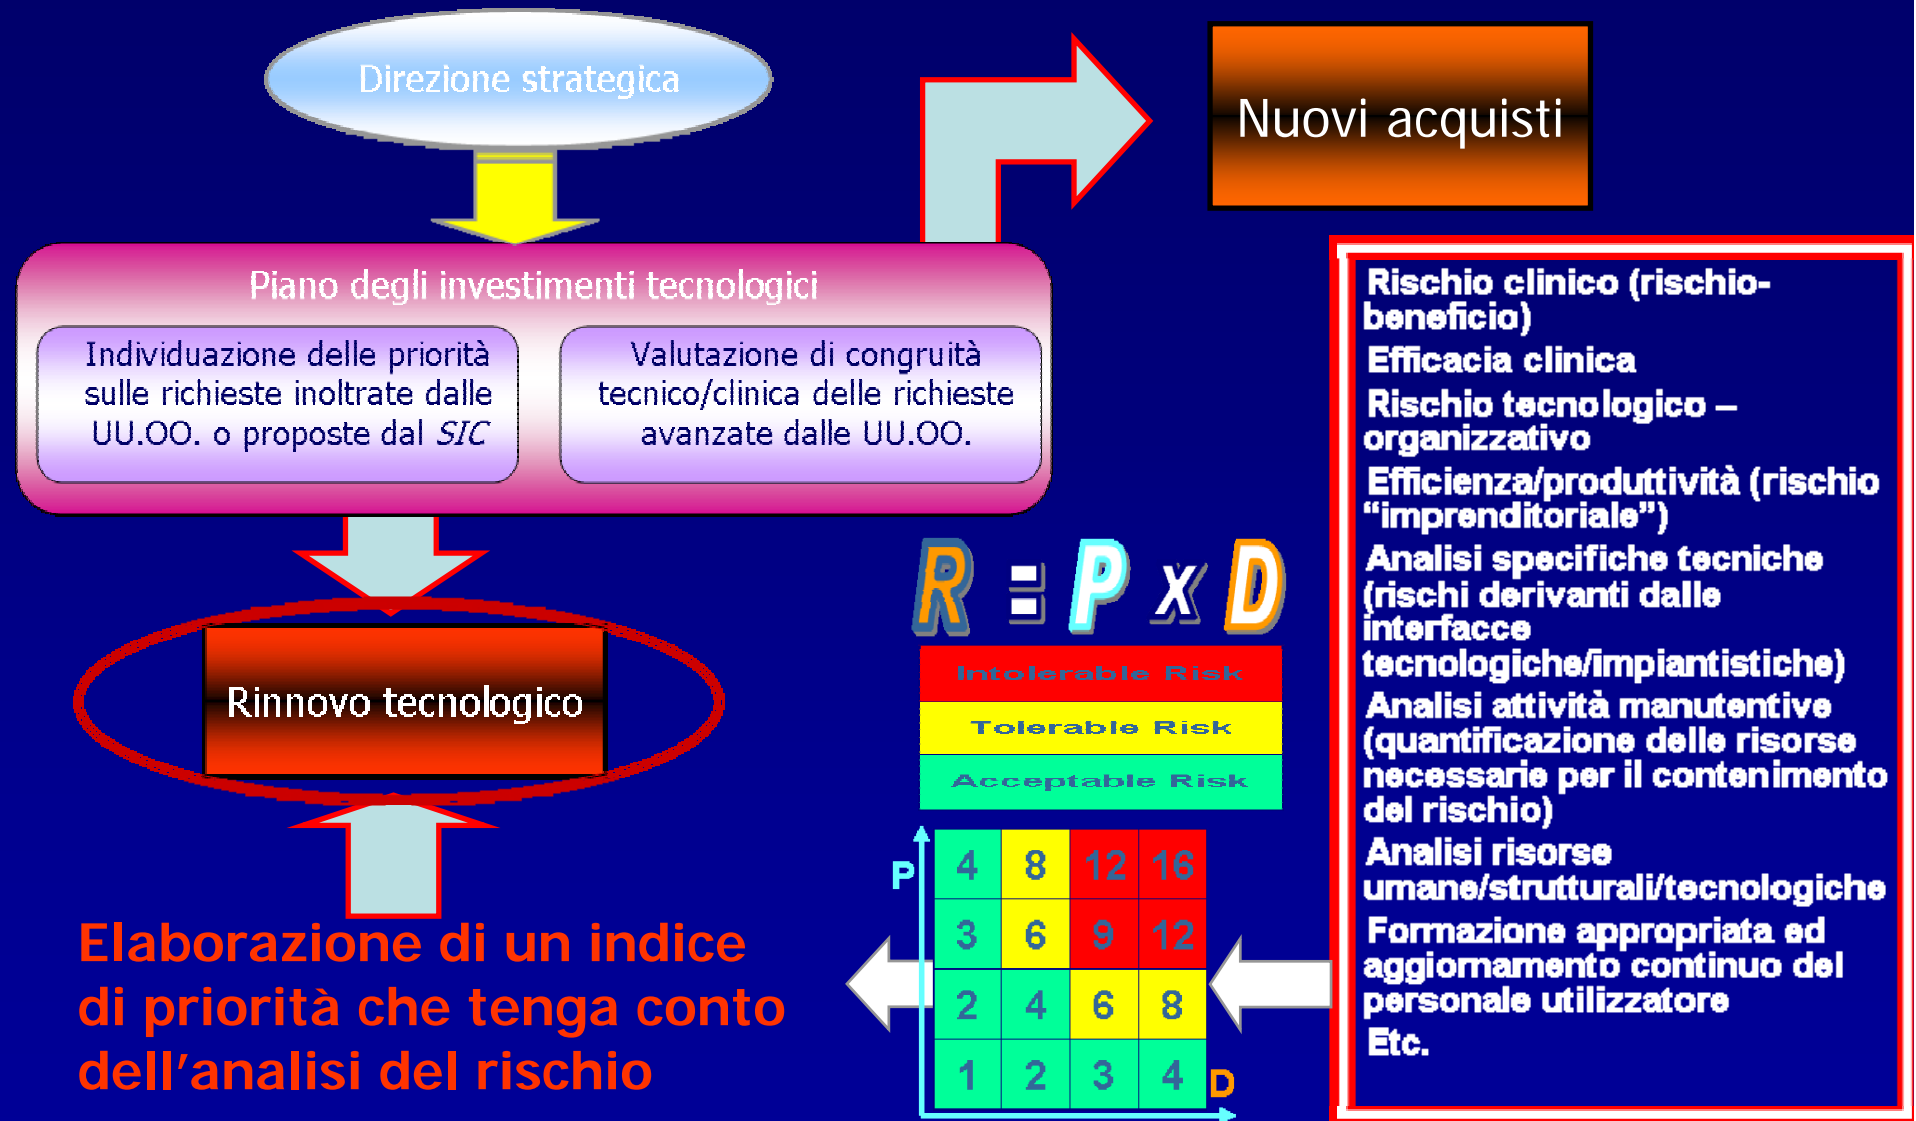 Direzione strategica
Nuovi acquisti
Piano degli investimenti tecnologici
Individuazione delle priorità
sulle richieste inoltrate dalle
UU.OO. o proposte dal SIC
Valutazione di congruità
tecnico/clinica delle richieste
avanzate dalle UU.OO.
Rinnovo tecnologico
Elaborazione di un indice
di priorità che tenga conto
dell'analisi del rischio
R = P x D
Intolerable Risk
Tolerable Risk
Acceptable Risk
P
4 8 12 16
3 6 9 12
2 4 6 8
1 2 3 4
D
Rischio clinico (rischio-
beneficio)
Efficacia clinica
Rischio tecnologico –
organizzativo
Efficienza/produttività (rischio
“imprenditoriale”)
Analisi specifiche tecniche
(rischi derivanti dalle
interfacce
tecnologiche/impiantistiche)
Analisi attività manutentive
(quantificazione delle risorse
necessarie per il contenimento
del rischio)
Analisi risorse
umane/strutturali/tecnologiche
Formazione appropriata ed
aggiornamento continuo del
personale utilizzatore
Etc.